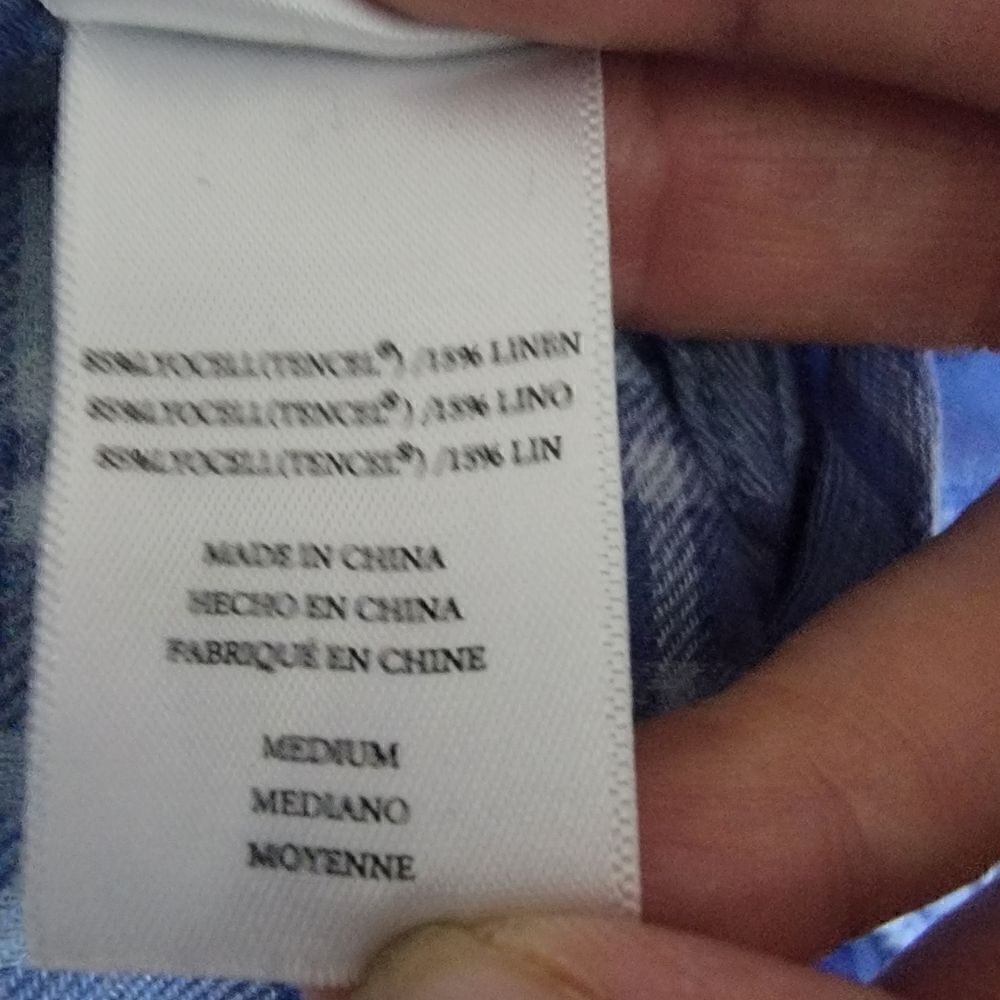 85%LYOCELL(TENCEL®) /15% LINEN
85%LYOCELL(TENCEL®) /15% LINO
85%LYOCELL(TENCEL®) /15% LIN
MADE IN CHINA
HECHO EN CHINA
FABRIQUÉ EN CHINE
MEDIUM
MEDIANO
MOYENNE